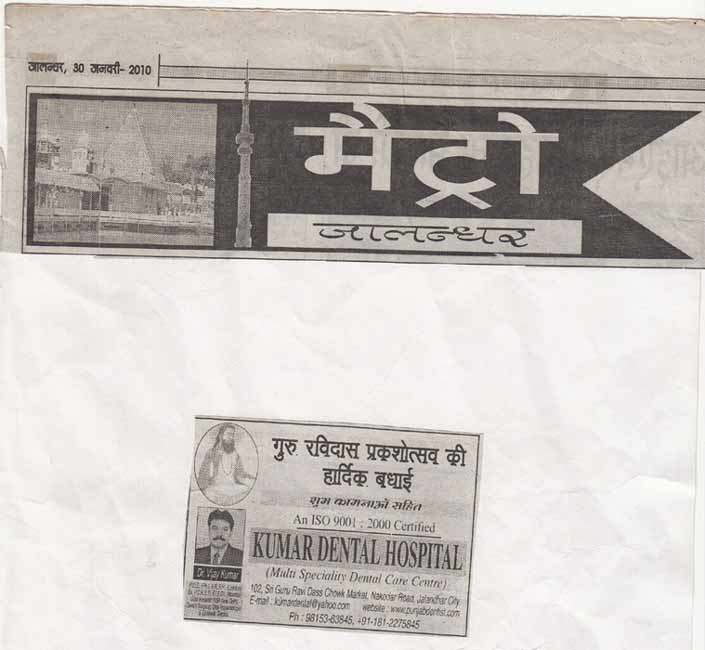 जालन्धर, 30 जनवरी- 2010
मैट्रो
जालन्धर
गुरु रविदास प्रकशोत्सव की
हार्दिक बधाई
शुभ कामनाओं सहित
An ISO 9001 : 2000 Certified
KUMAR DENTAL HOSPITAL
(Multi Speciality Dental Care Centre)
Dr. Vijay Kumar
102, Sri Guru Ravi Dass Chowk Market, Nakodar Road, Jalandhar City
E-mail : kumardental@yahoo.com website : www.punjabdentist.com
Ph : 98153-63845, +91-181-2275845